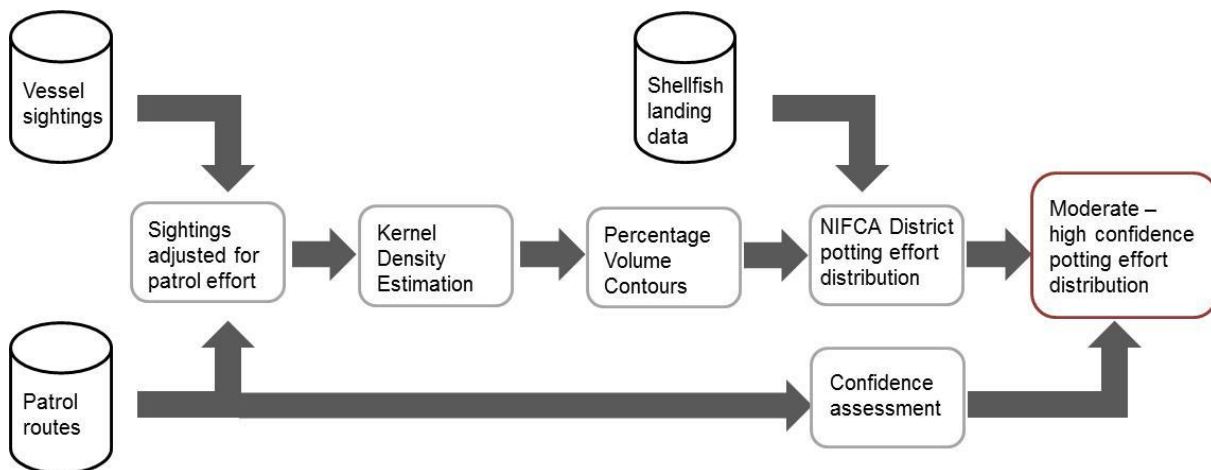 Vessel
sightings
Shellfish
landing
data
Sightings
adjusted for
patrol effort
Kernel
Density
Estimation
Percentage
Volume
Contours
NIFCA District
potting effort
distribution
Moderate –
high confidence
potting effort
distribution
Patrol
routes
Confidence
assessment